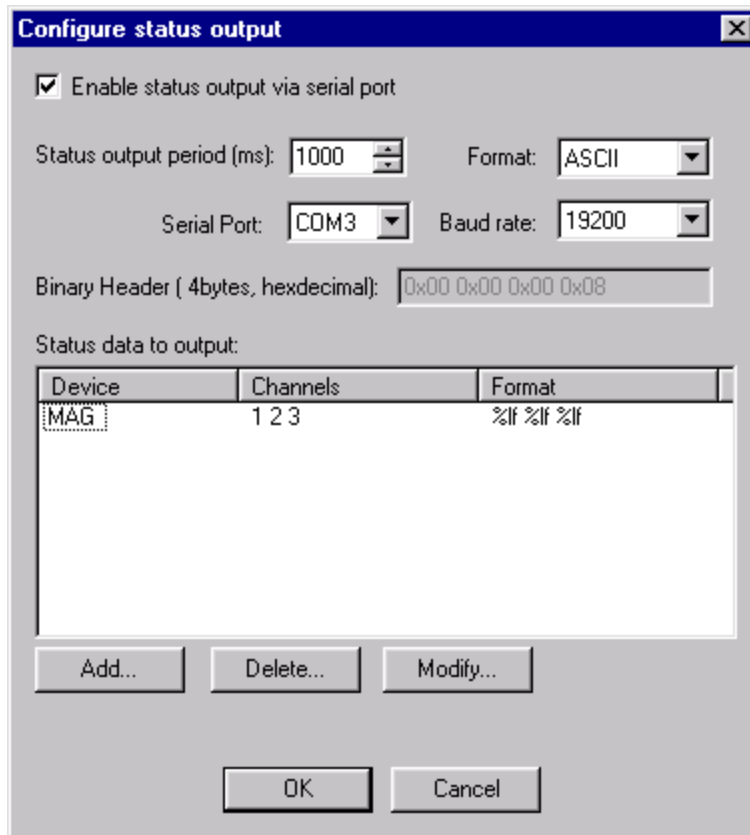 Configure status output
Enable status output via serial port
Status output period (ms): 1000 Format: ASCII
Serial Port: COM3 Baud rate: 19200
Binary Header ( 4bytes, hexdecimal): 0x00 0x00 0x00 0x08
Status data to output:
Device Channels Format
MAG 1 2 3 %lf %lf %lf
Add... Delete... Modify...
OK Cancel